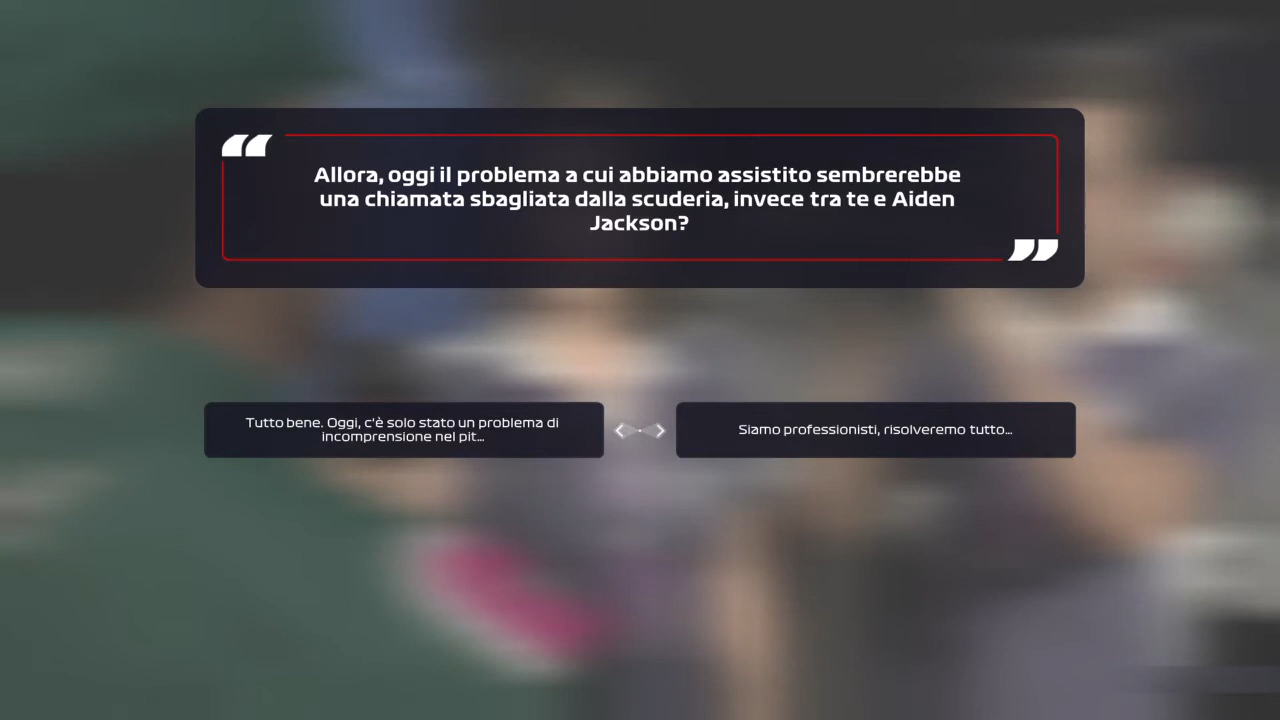 Allora, oggi il problema a cui abbiamo assistito sembrerebbe
una chiamata sbagliata dalla scuderia, invece tra te e Aiden
Jackson?
Tutto bene. Oggi, c'è solo stato un problema di
incomprensione nel pit...
Siamo professionisti, risolveremo tutto...